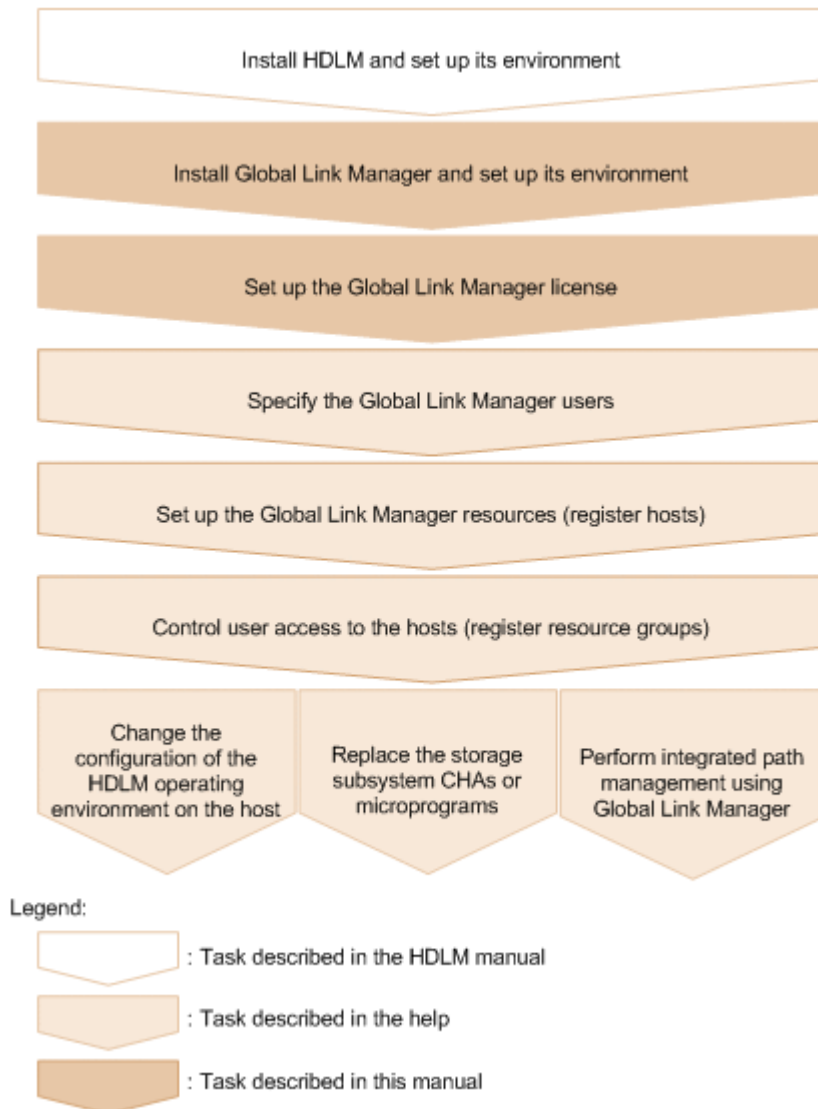 Install HDLM and set up its environment
Install Global Link Manager and set up its environment
Set up the Global Link Manager license
Specify the Global Link Manager users
Set up the Global Link Manager resources (register hosts)
Control user access to the hosts (register resource groups)
Change the
configuration of the
HDLM operating
environment on the host
Replace the storage
subsystem CHAs or
microprograms
Perform integrated path
management using
Global Link Manager
Legend:
: Task described in the HDLM manual
: Task described in the help
: Task described in this manual